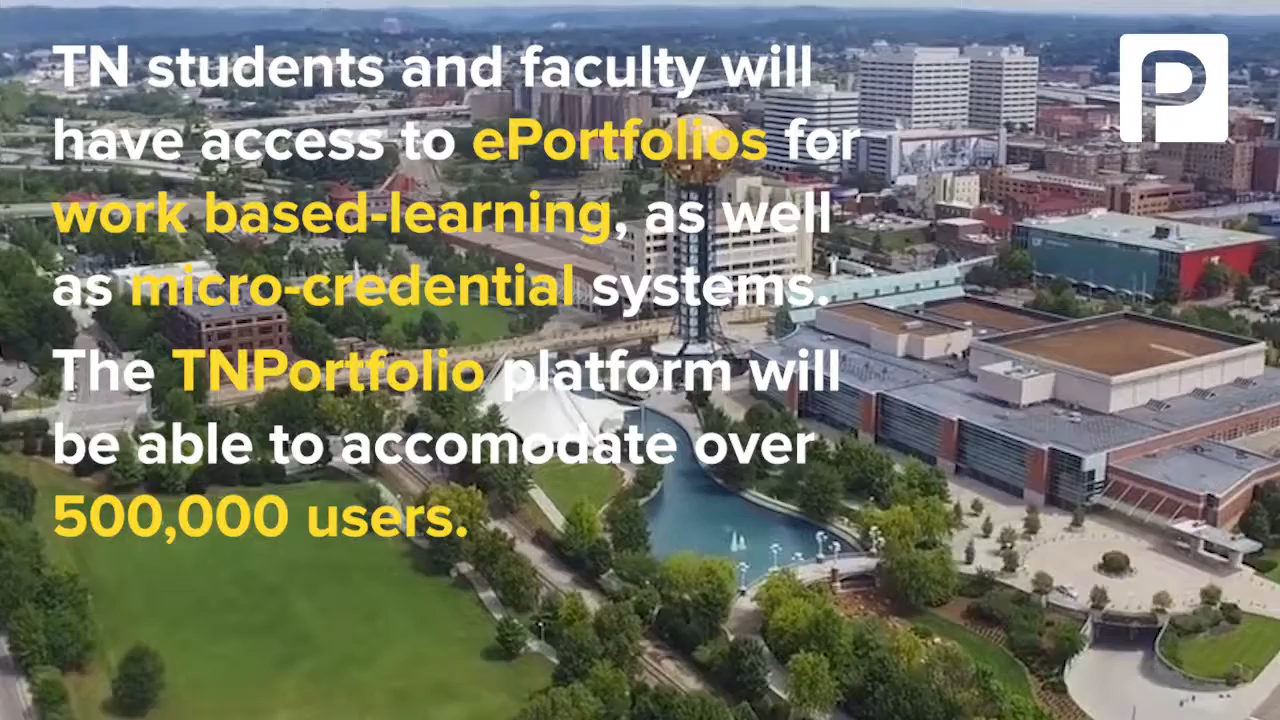 TN students and faculty will
have access to ePortfolios for
work based-learning, as well
as micro-credential systems.
The TNPortfolio platform will
be able to accomodate over
500,000 users.
P